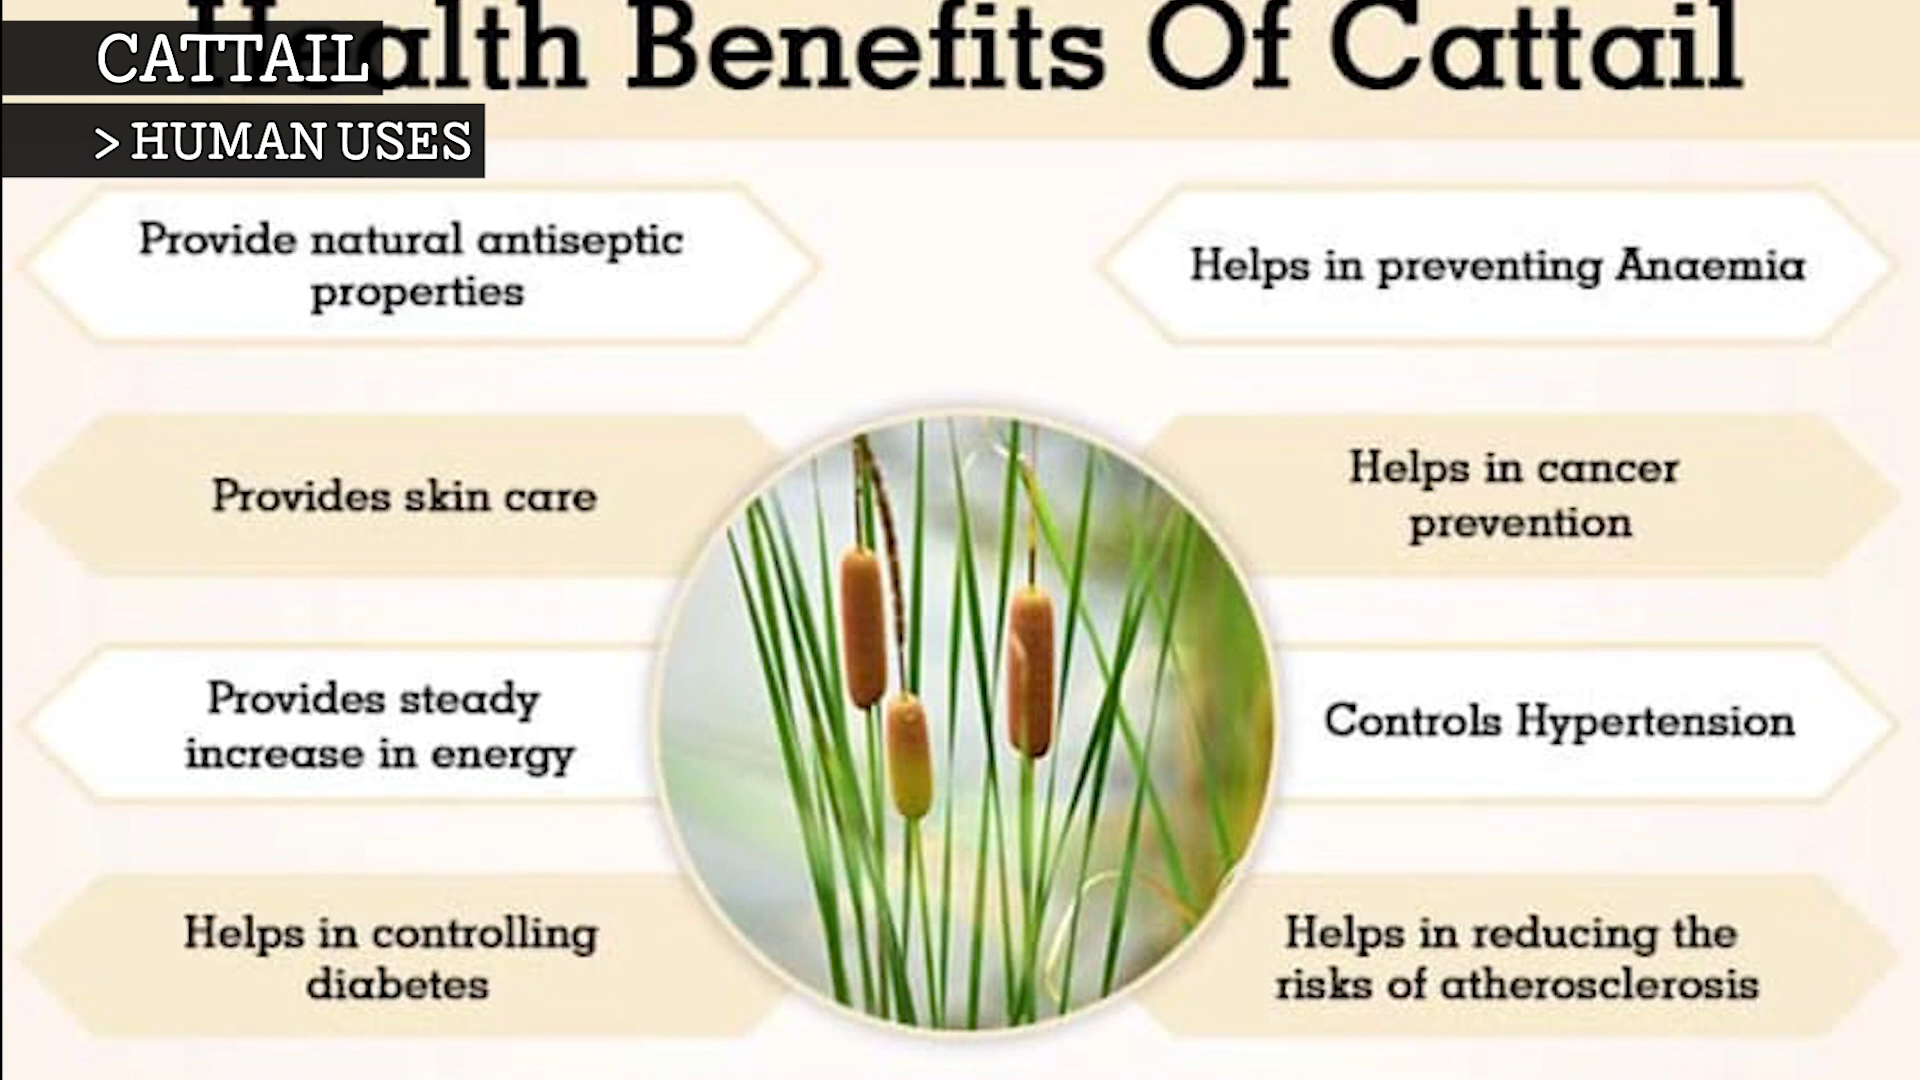 Health Benefits Of Cattail
CATTAIL
> HUMAN USES
Provide natural antiseptic
properties
Helps in preventing Anaemia
Provides skin care
Helps in cancer
prevention
Provides steady
increase in energy
Controls Hypertension
Helps in controlling
diabetes
Helps in reducing the
risks of atherosclerosis